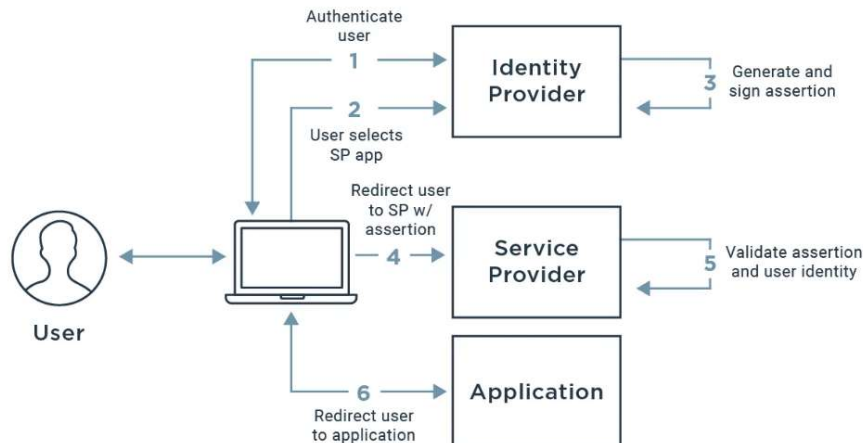 Authenticate
user
1
Identity
Provider
3
Generate and
sign assertion
2
User selects
SP app
Redirect user
to SP w/
assertion
4
Service
Provider
5
Validate assertion
and user identity
User
6
Redirect user
to application
Application